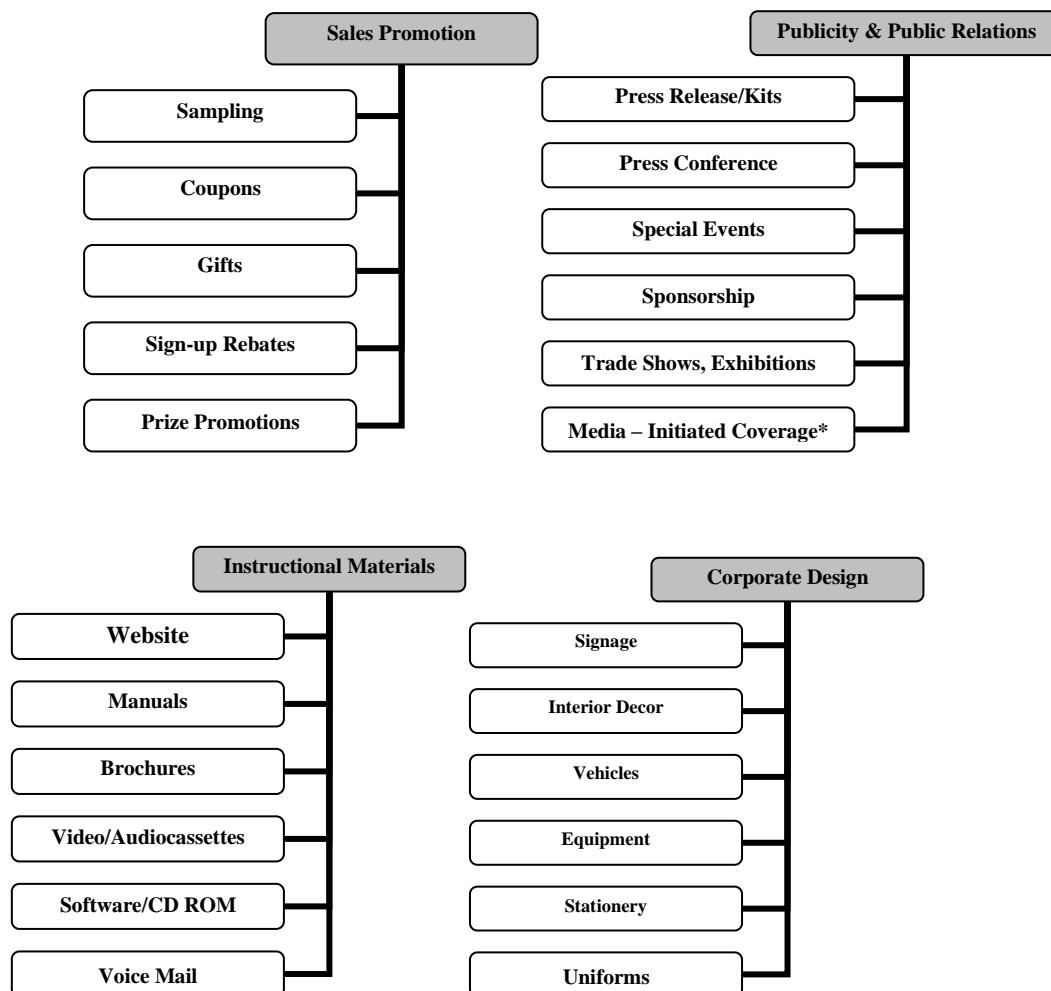 Sales Promotion
Sampling
Coupons
Gifts
Sign-up Rebates
Prize Promotions
Publicity & Public Relations
Press Release/Kits
Press Conference
Special Events
Sponsorship
Trade Shows, Exhibitions
Media – Initiated Coverage*
Instructional Materials
Website
Manuals
Brochures
Video/Audiocassettes
Software/CD ROM
Voice Mail
Corporate Design
Signage
Interior Decor
Vehicles
Equipment
Stationery
Uniforms